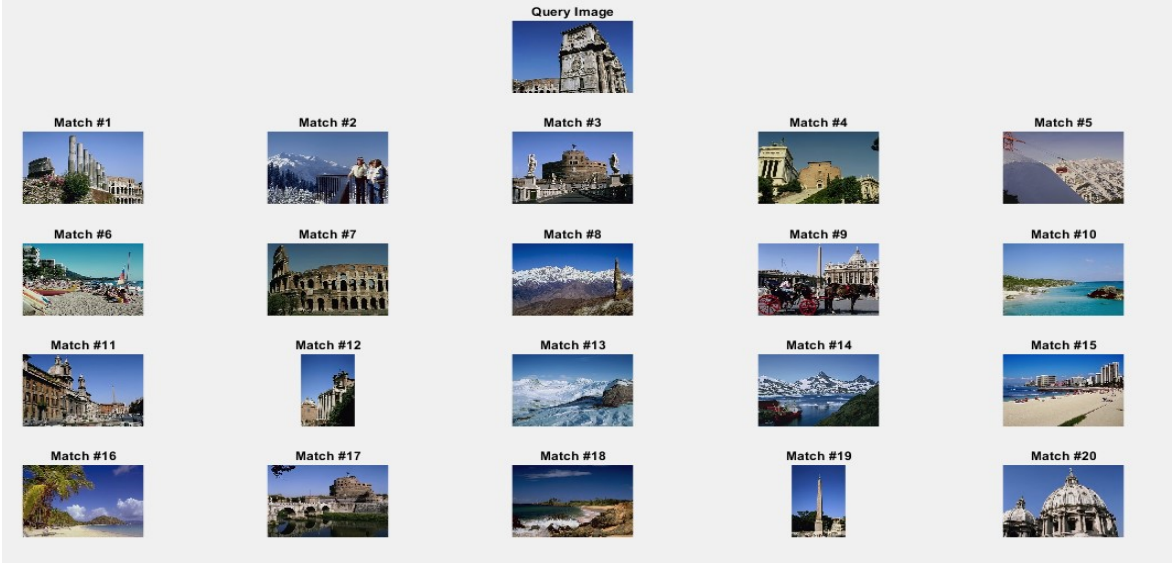 Query Image
Match #1 Match #2 Match #3 Match #4 Match #5
Match #6 Match #7 Match #8 Match #9 Match #10
Match #11 Match #12 Match #13 Match #14 Match #15
Match #16 Match #17 Match #18 Match #19 Match #20